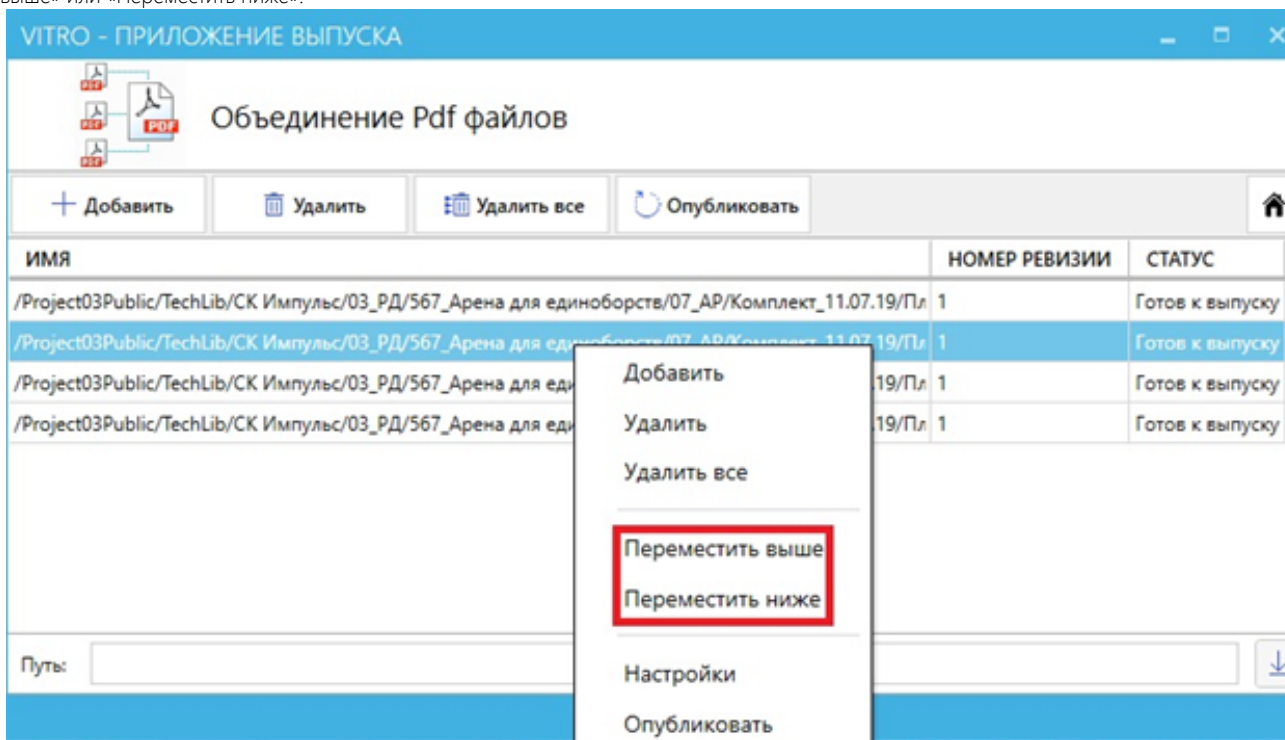 выше» или «Переместить ниже».
VITRO - ПРИЛОЖЕНИЕ ВЫПУСКА
Объединение Pdf файлов
Добавить Удалить Удалить все Опубликовать
ИМЯ НОМЕР РЕВИЗИИ СТАТУС
/Project03Public/TechLib/СК Импульс/03_РД/567_Арена для единоборств/07_АР/Комплект_11.07.19/Пл 1 Готов к выпуску
/Project03Public/TechLib/СК Импульс/03_РД/567_Арена для единоборств/07_АР/Комплект_11.07.19/Пл 1 Готов к выпуску
/Project03Public/TechLib/СК Импульс/03_РД/567_Арена для еди .19/Пл 1 Готов к выпуску
/Project03Public/TechLib/СК Импульс/03_РД/567_Арена для еди .19/Пл 1 Готов к выпуску
Добавить
Удалить
Удалить все
Переместить выше
Переместить ниже
Путь:
Настройки
Опубликовать